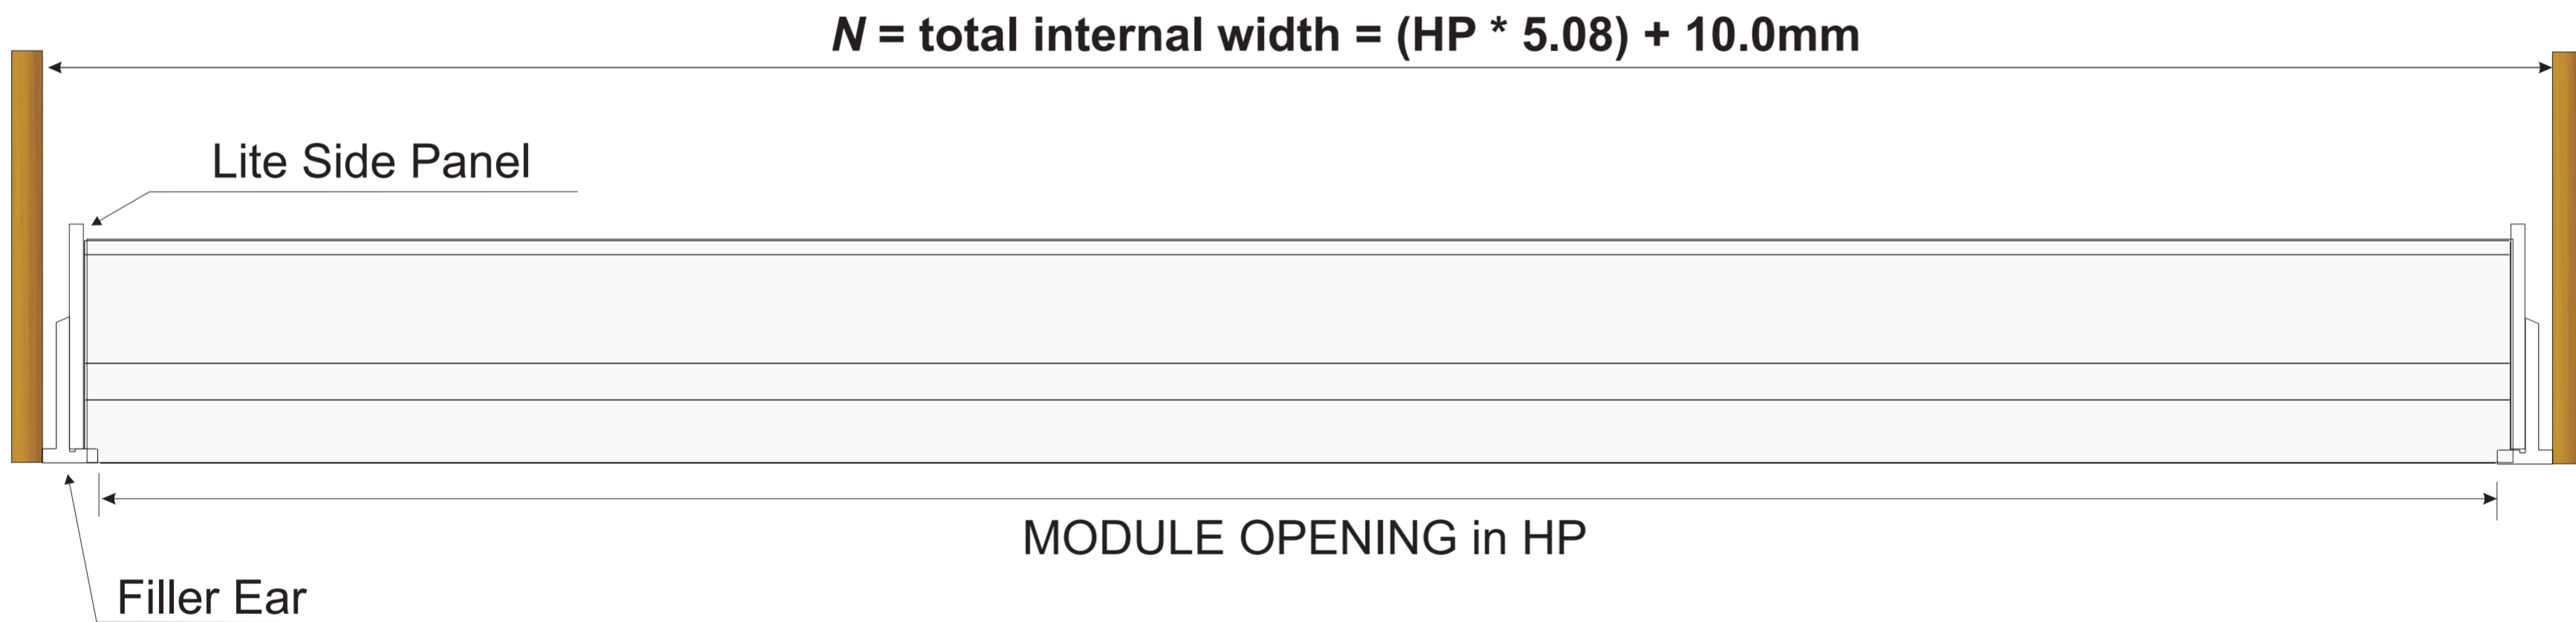 N = total internal width = (HP * 5.08) + 10.0mm
Lite Side Panel
MODULE OPENING in HP
Filler Ear